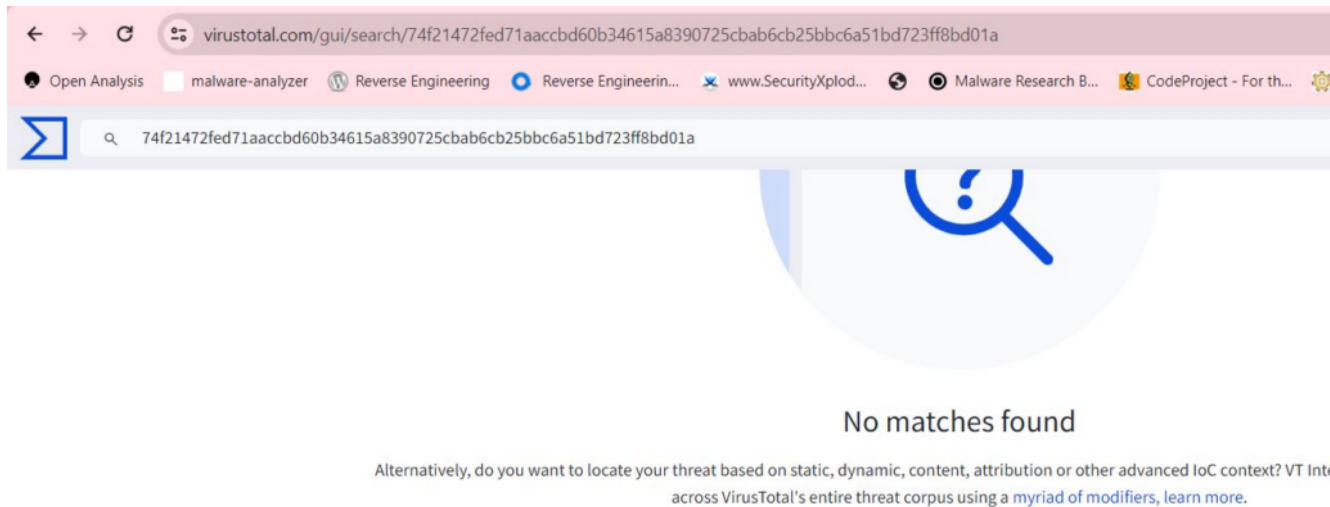 virustotal.com/gui/search/74f21472fed71aaccbd60b34615a8390725cbab6cb25bbc6a51bd723ff8bd01a
Open Analysis malware-analyzer Reverse Engineering Reverse Engineerin... www.SecurityXplod... Malware Research B... CodeProject - For th...
74f21472fed71aaccbd60b34615a8390725cbab6cb25bbc6a51bd723ff8bd01a
No matches found
Alternatively, do you want to locate your threat based on static, dynamic, content, attribution or other advanced IoC context? VT Inte
across VirusTotal's entire threat corpus using a myriad of modifiers, learn more.